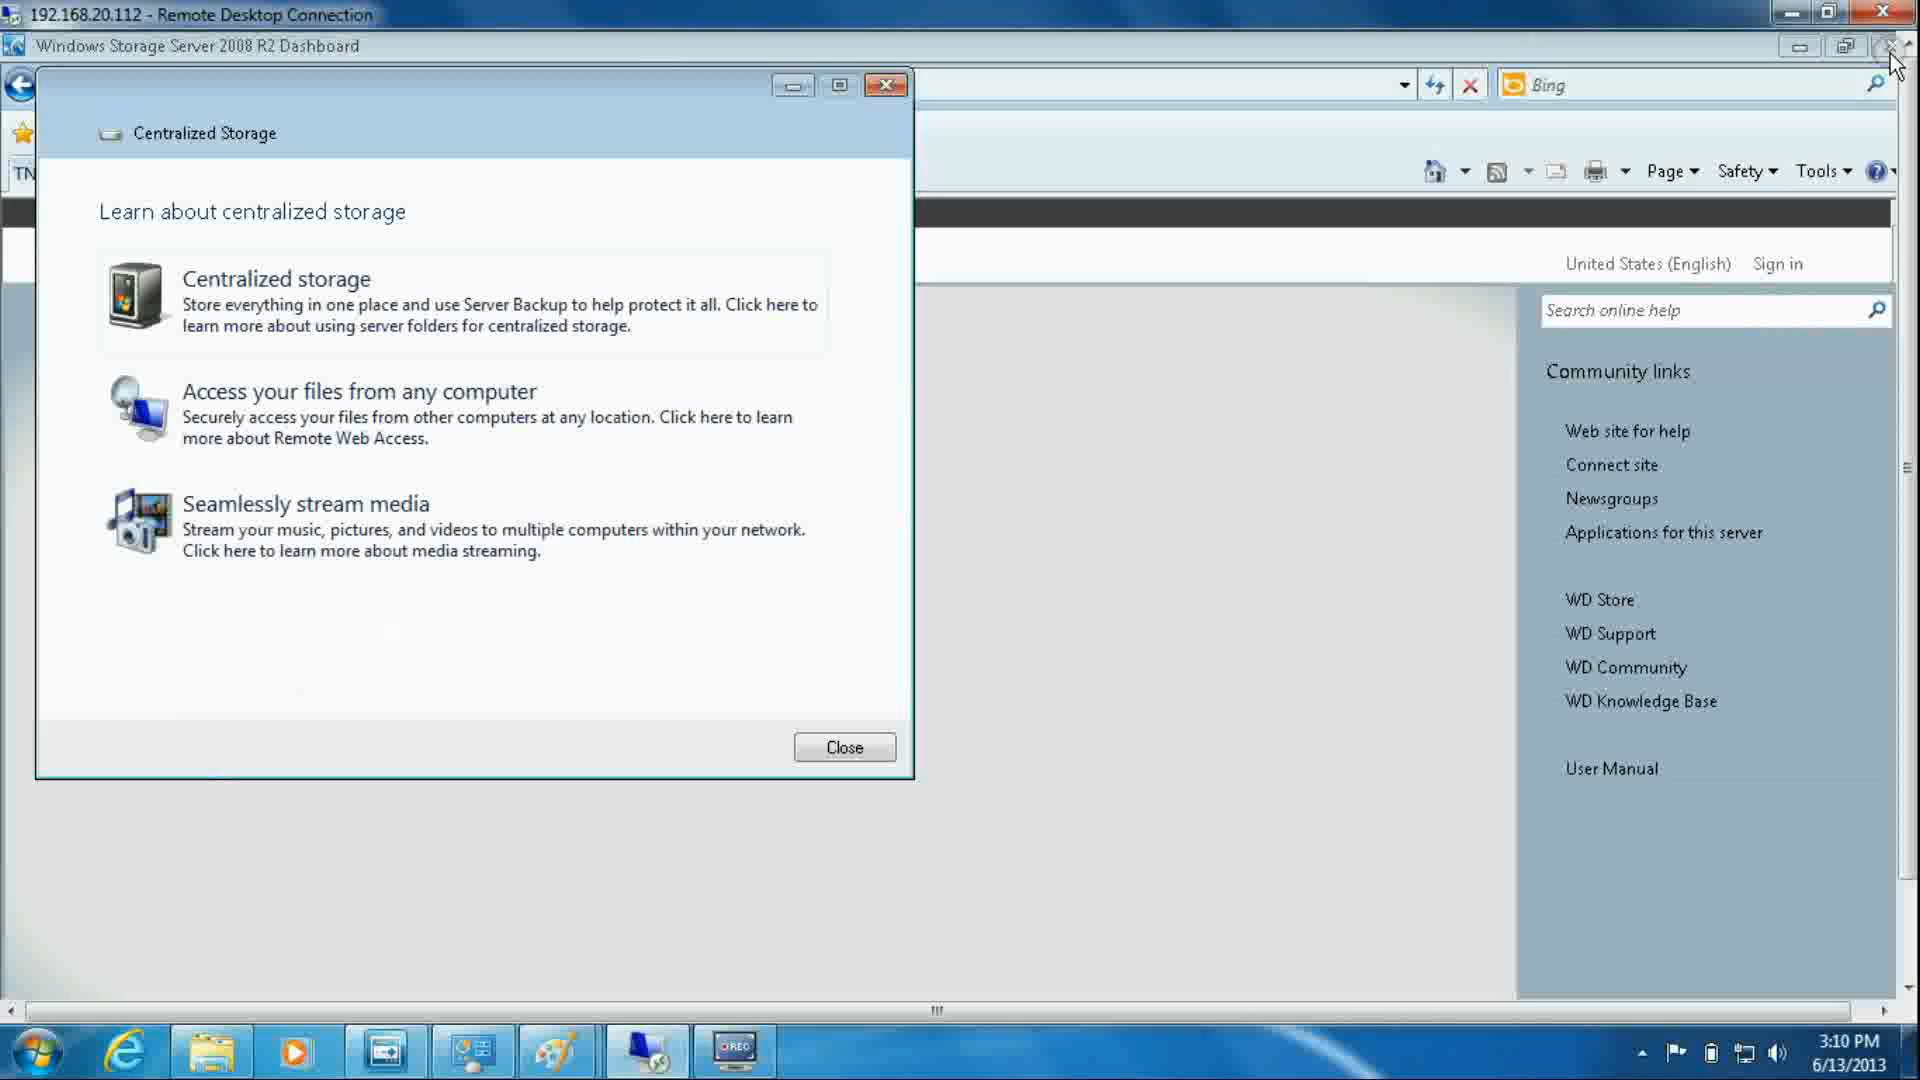 192.168.20.112 - Remote Desktop Connection
Windows Storage Server 2008 R2 Dashboard
Bing
Centralized Storage
TN
Page
Safety
Tools
Learn about centralized storage
United States (English)
Sign in
Centralized storage
Store everything in one place and use Server Backup to help protect it all. Click here to
learn more about using server folders for centralized storage.
Search online help
Community links
Access your files from any computer
Securely access your files from other computers at any location. Click here to learn
more about Remote Web Access.
Web site for help
Connect site
Newsgroups
Applications for this server
Seamlessly stream media
Stream your music, pictures, and videos to multiple computers within your network.
Click here to learn more about media streaming.
WD Store
WD Support
WD Community
WD Knowledge Base
Close
User Manual
REC
3:10 PM
6/13/2013